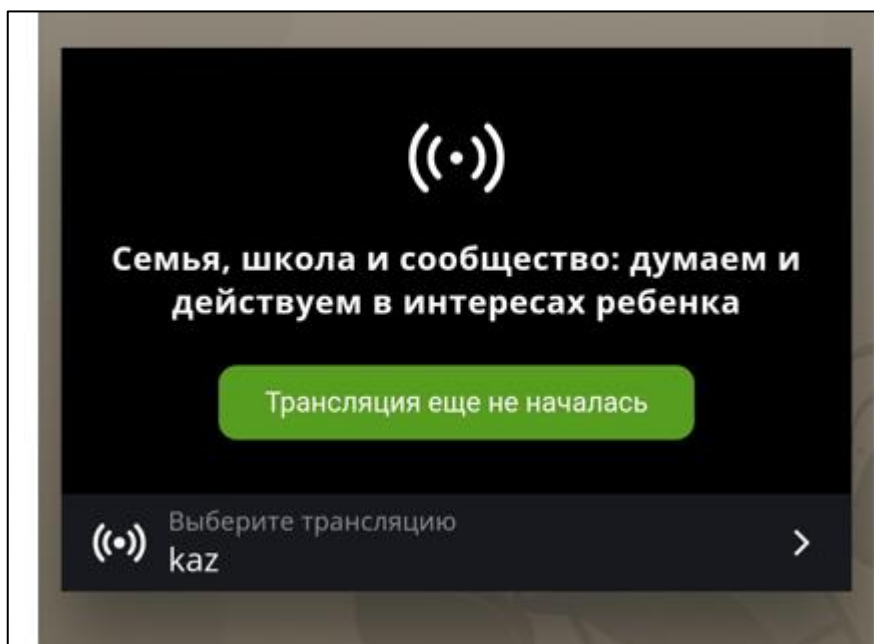 Семья, школа и сообщество: думаем и
действуем в интересах ребенка
Трансляция еще не началась
Выберите трансляцию
kaz